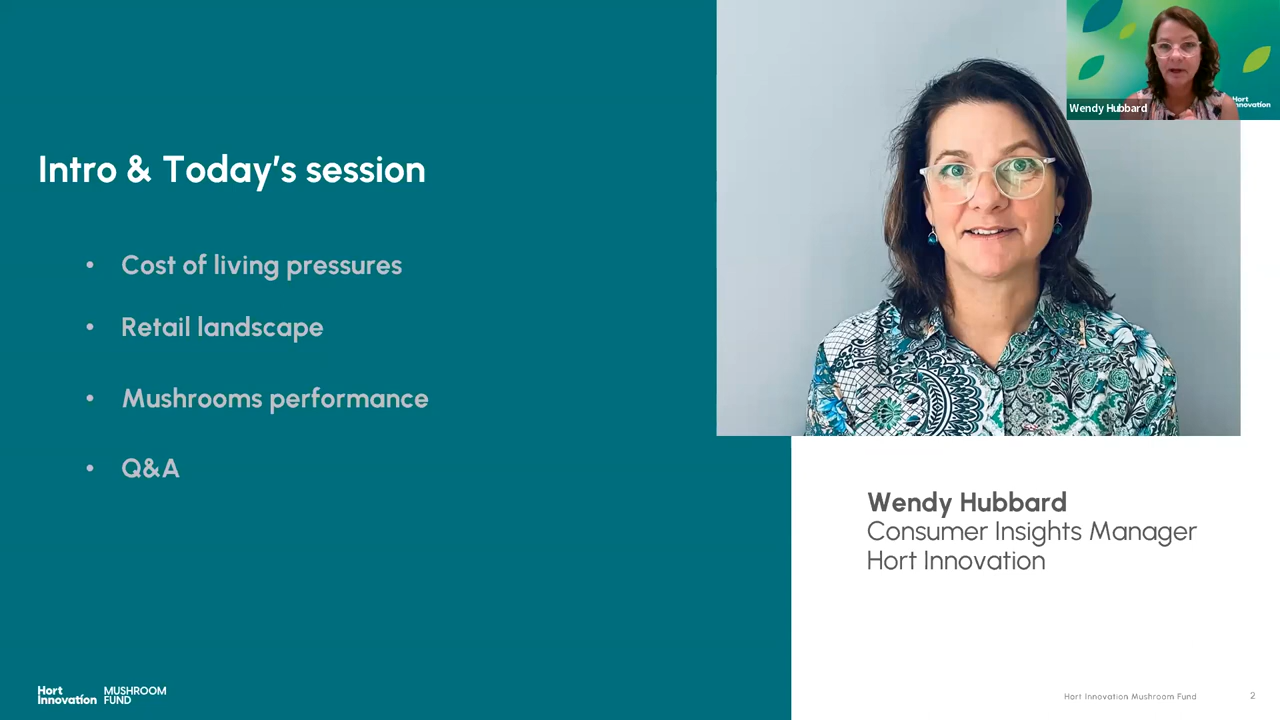 Intro & Today's session
• Cost of living pressures
• Retail landscape
• Mushrooms performance
• Q&A
Wendy Hubbard
Hort
Innovation
Wendy Hubbard
Consumer Insights Manager
Hort Innovation
Hort
Innovation
MUSHROOM
FUND
Hort Innovation Mushroom Fund
2